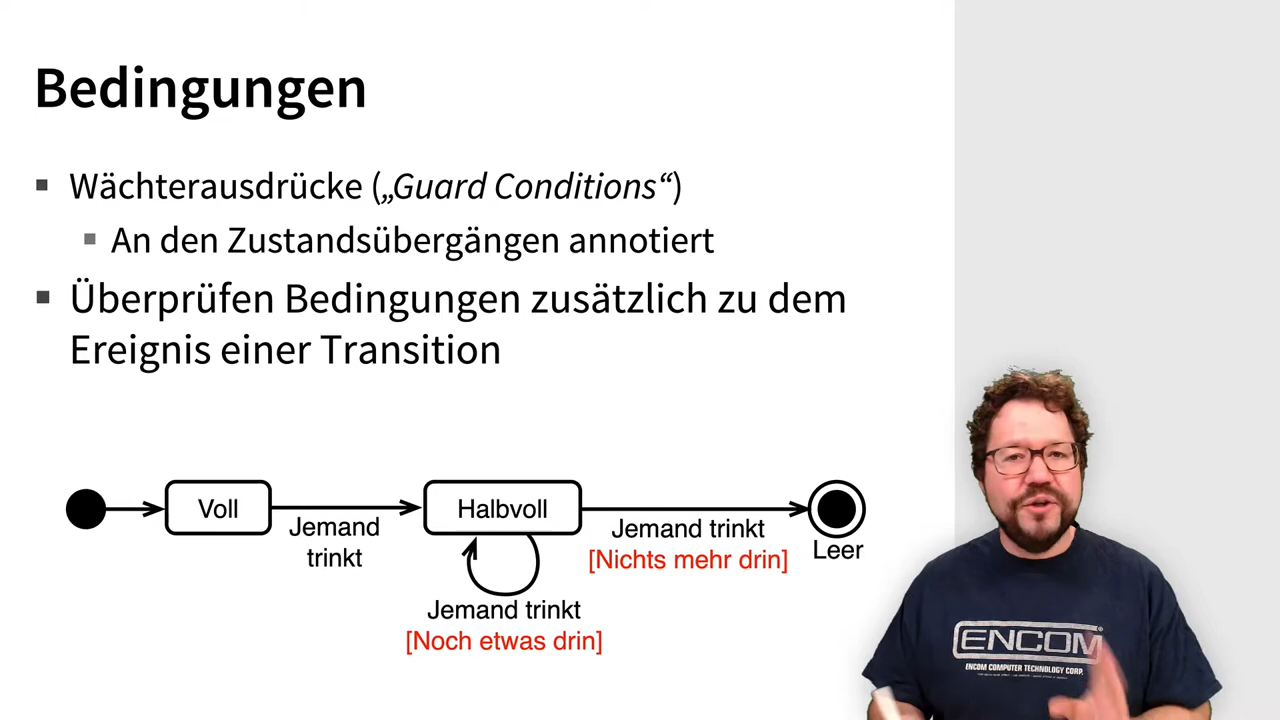 Bedingungen
Wächterausdrücke („Guard Conditions“)
An den Zustandsübergängen annotiert
Überprüfen Bedingungen zusätzlich zu dem
Ereignis einer Transition
Voll
Jemand
trinkt
Halbvoll
Jemand trinkt
[Noch etwas drin]
Jemand trinkt
[Nichts mehr drin]
Leer
ENCOM®
ENCOM COMPUTER TECHNOLOGY CORP.